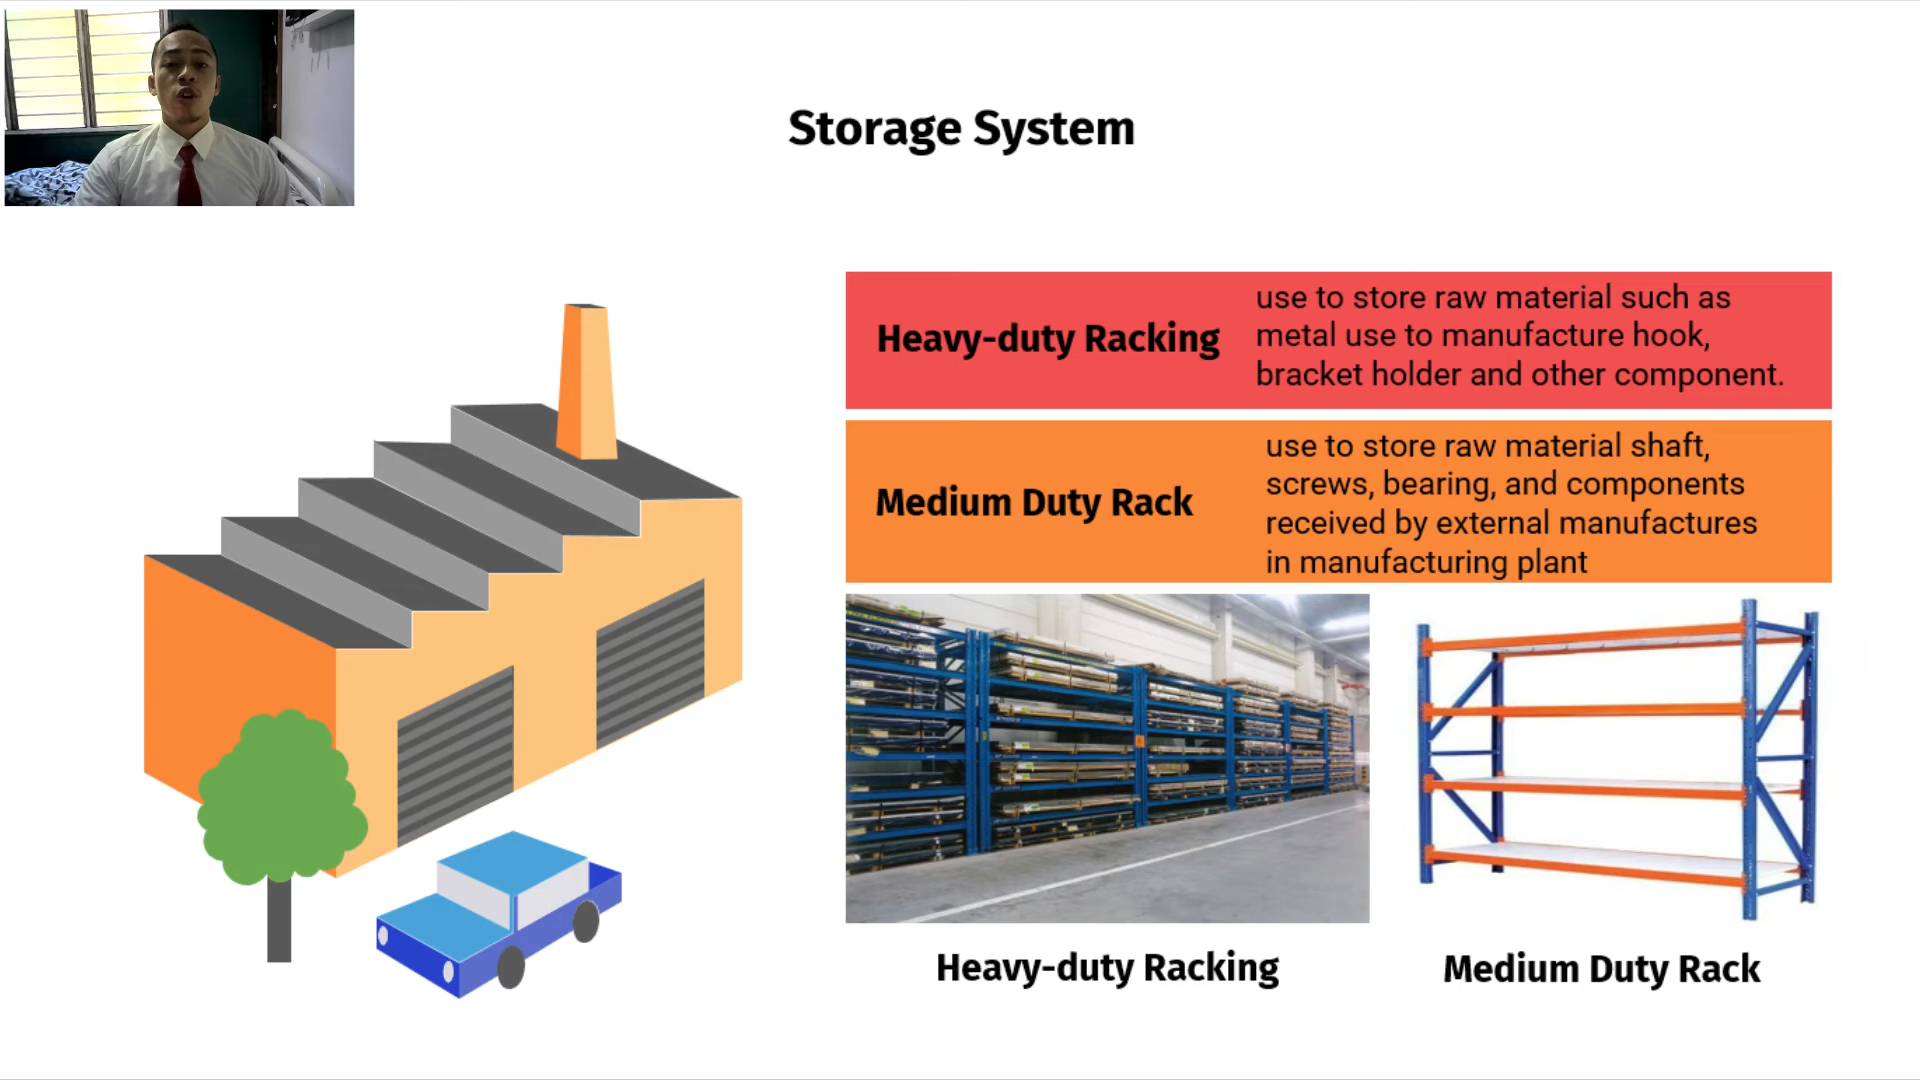 Storage System
Heavy-duty Racking
use to store raw material such as
metal use to manufacture hook,
bracket holder and other component.
Medium Duty Rack
use to store raw material shaft,
screws, bearing, and components
received by external manufactures
in manufacturing plant
Heavy-duty Racking
Medium Duty Rack